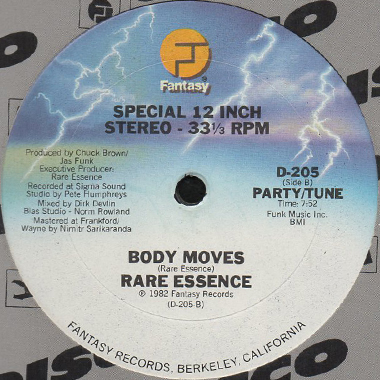 Fantasy
SPECIAL 12 INCH
STEREO - 33⅓ RPM
Produced by Chuck Brown/
Jas Funk
Executive Producer:
Rare Essence
Recorded at Sigma Sound
Studio by Pete Humphreys
Mixed by Dirk Devlin
Bias Studio - Norm Rowland
Mastered at Frankford/
Wayne by Nimitr Sarikananda
D-205
(Side B)
PARTY/TUNE
Time: 7:52
Funk Music Inc.
BMI
BODY MOVES
(Rare Essence)
RARE ESSENCE
℗ 1982 Fantasy Records
(D-205-B)
FANTASY RECORDS, BERKELEY, CALIFORNIA